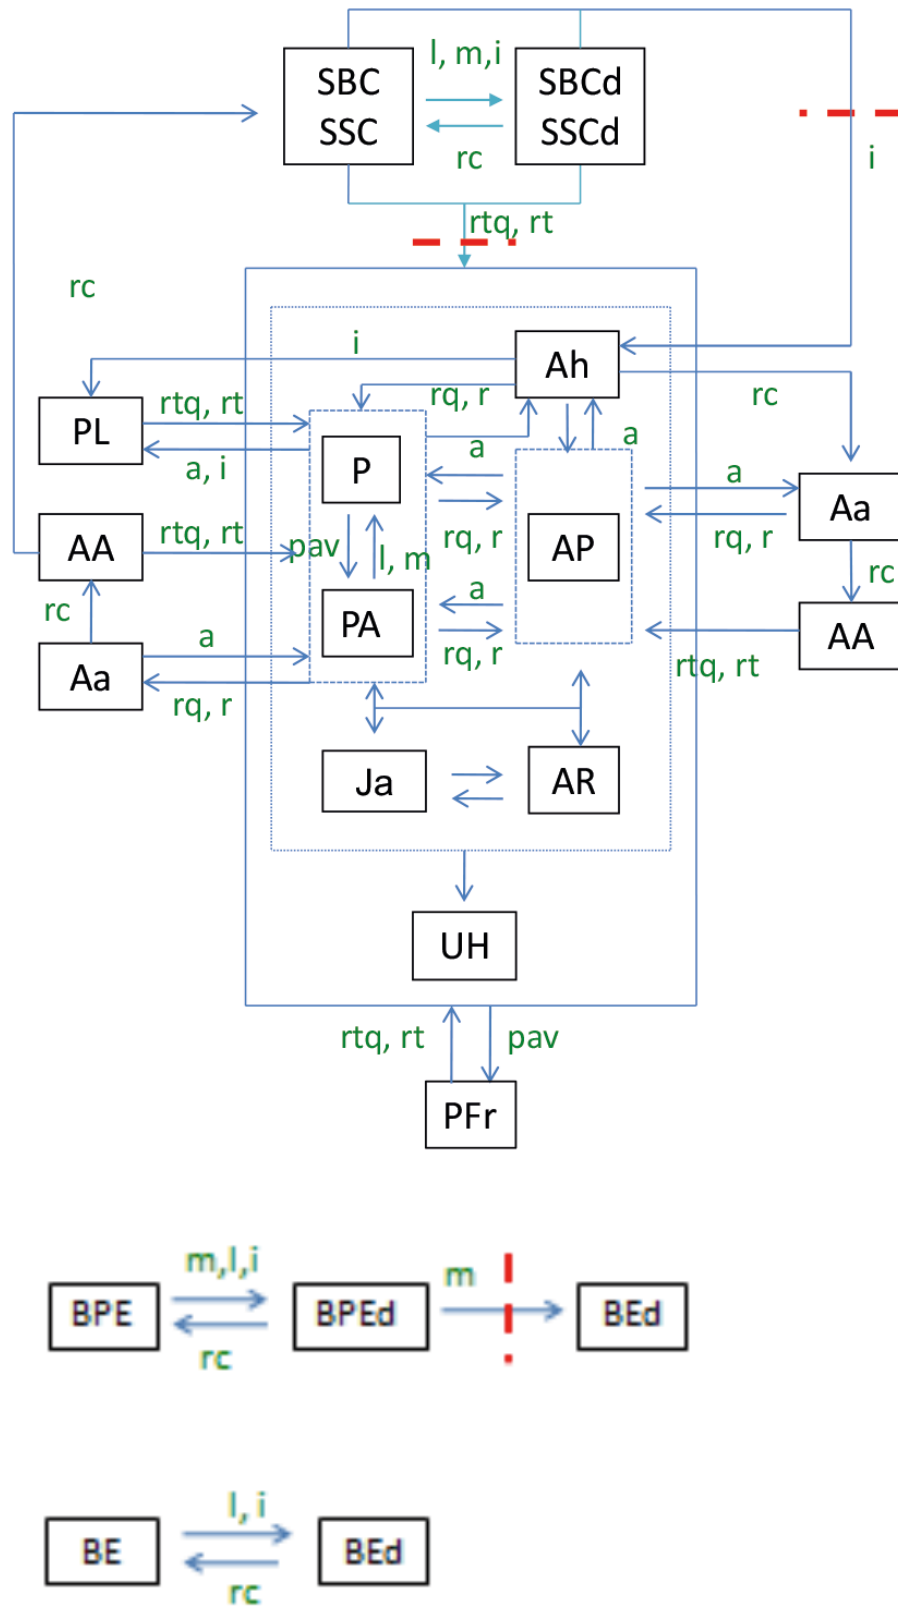 l, m,i
SBC
SSC
SBCd
SSCd
rc
i
rtq, rt
rc
i
Ah
rq, r
rc
PL
rtq, rt
a, i
a
a
P
a
rq, r
AP
a
rq, r
Aa
rc
AA
rtq, rt
pav
l, m
rc
PA
a
rq, r
AA
rtq, rt
Aa
a
rq, r
Ja
AR
UH
rtq, rt
pav
PFr
m,l,i
m
BPE
BPEd
BEd
rc
l, i
BE
BEd
rc